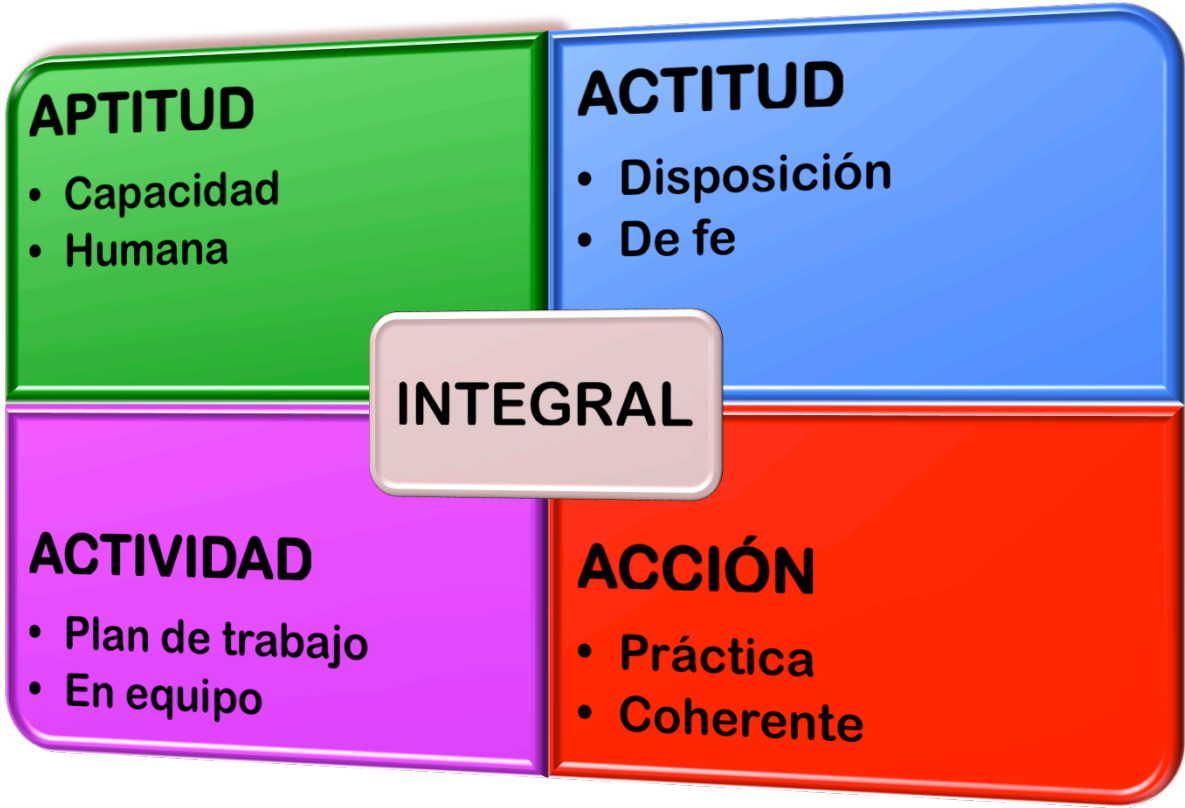 APTITUD
• Capacidad
• Humana
ACTITUD
• Disposición
• De fe
INTEGRAL
ACTIVIDAD
• Plan de trabajo
• En equipo
ACCIÓN
• Práctica
• Coherente